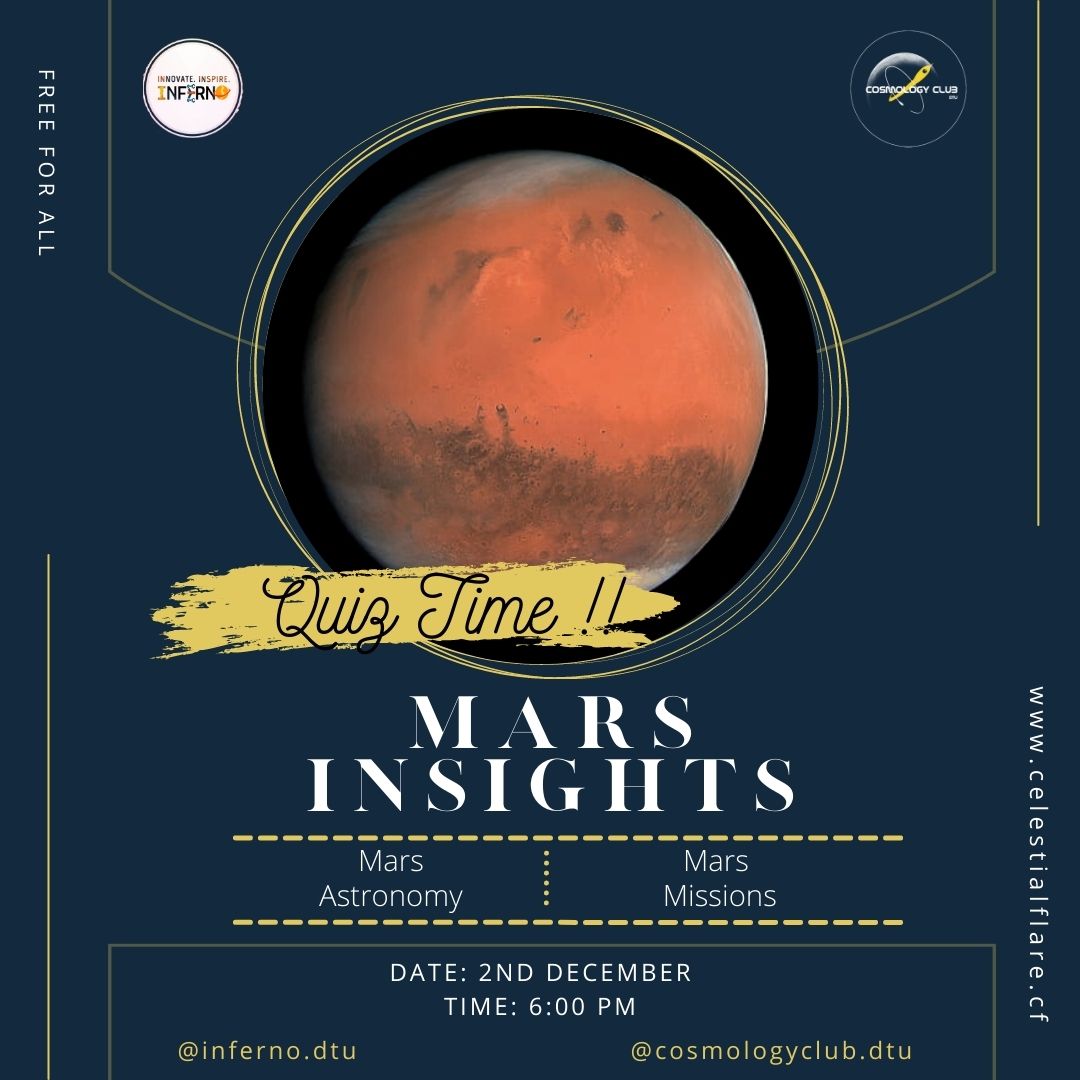 FREE FOR ALL
INNOVATE. INSPIRE.
INFERNO
COSMOLOGY CLUB
DTU
Quiz Time !!
MARS
INSIGHTS
Mars
Astronomy
Mars
Missions
DATE: 2ND DECEMBER
TIME: 6:00 PM
@inferno.dtu
@cosmologyclub.dtu
www.celestialflare.cf